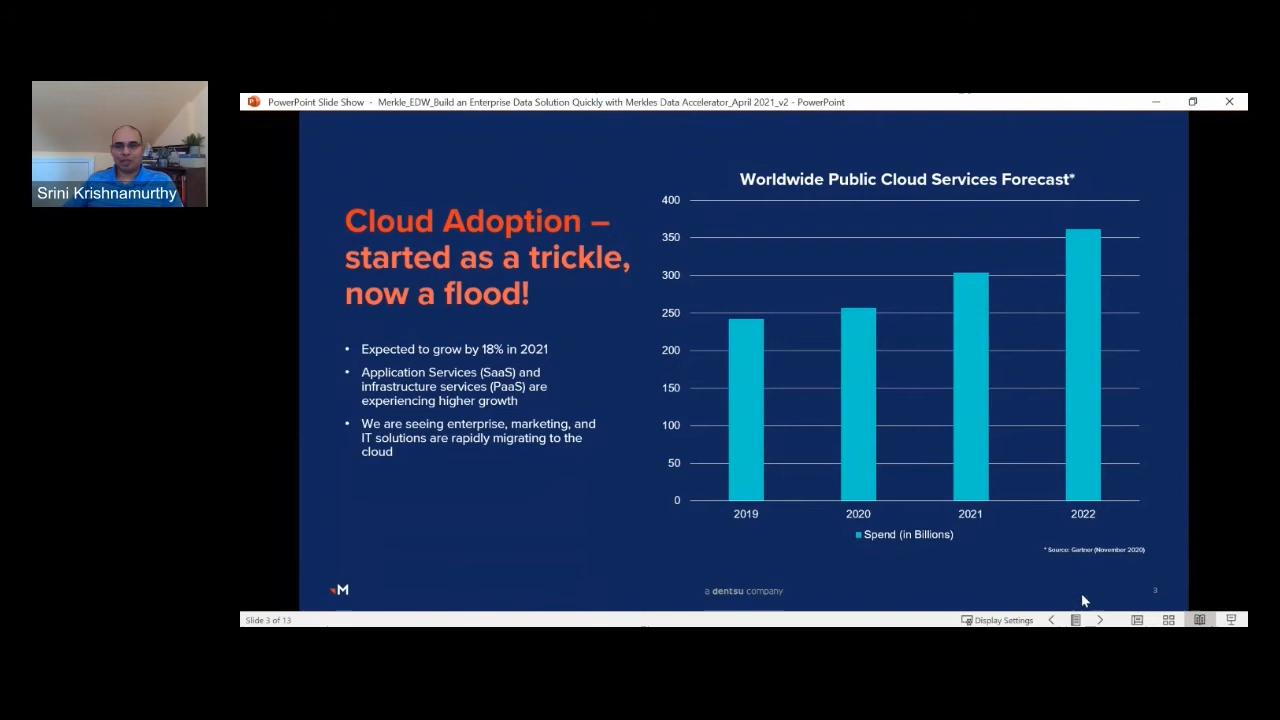 PowerPoint Slide Show - Merkle_EDW_Build an Enterprise Data Solution Quickly with Merkles Data Accelerator_April 2021_v2 - PowerPoint
Srini Krishnamurthy
Cloud Adoption –
started as a trickle,
now a flood!
• Expected to grow by 18% in 2021
• Application Services (SaaS) and
infrastructure services (PaaS) are
experiencing higher growth
• We are seeing enterprise, marketing, and
IT solutions are rapidly migrating to the
cloud
Worldwide Public Cloud Services Forecast*
400
350
300
250
200
150
100
50
0
2019 2020 2021 2022
Spend (in Billions)
* Source: Gartner (November 2020)
M
a dentsu company
3
Slide 3 of 13
Display Settings